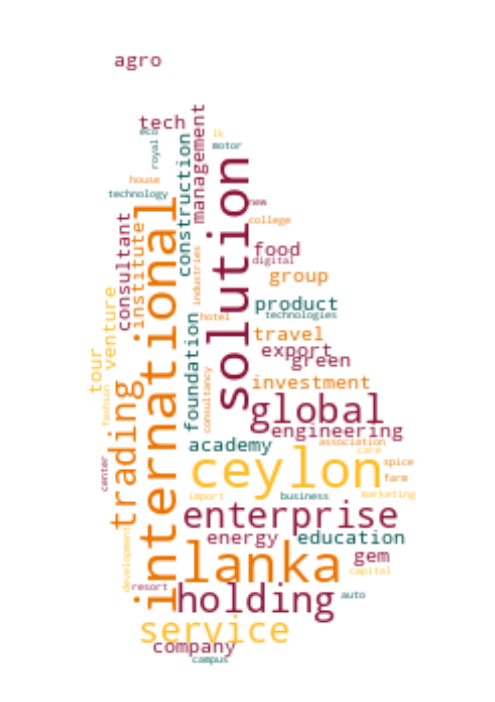 agro
tech
eco
lk
motor
royal
management
construction
house
technology
international
solution
new
college
consultant
institute
food
digital
group
industries
product
technologies
hotel
foundation
travel
export
green
venture
tour
investment
fashion
trading
consultancy
global
engineering
academy
association
care
ceylon
spice
farm
center
import
business
marketing
enterprise
energy
education
development
lanka
gem
capital
resort
holding
auto
service
company
campus